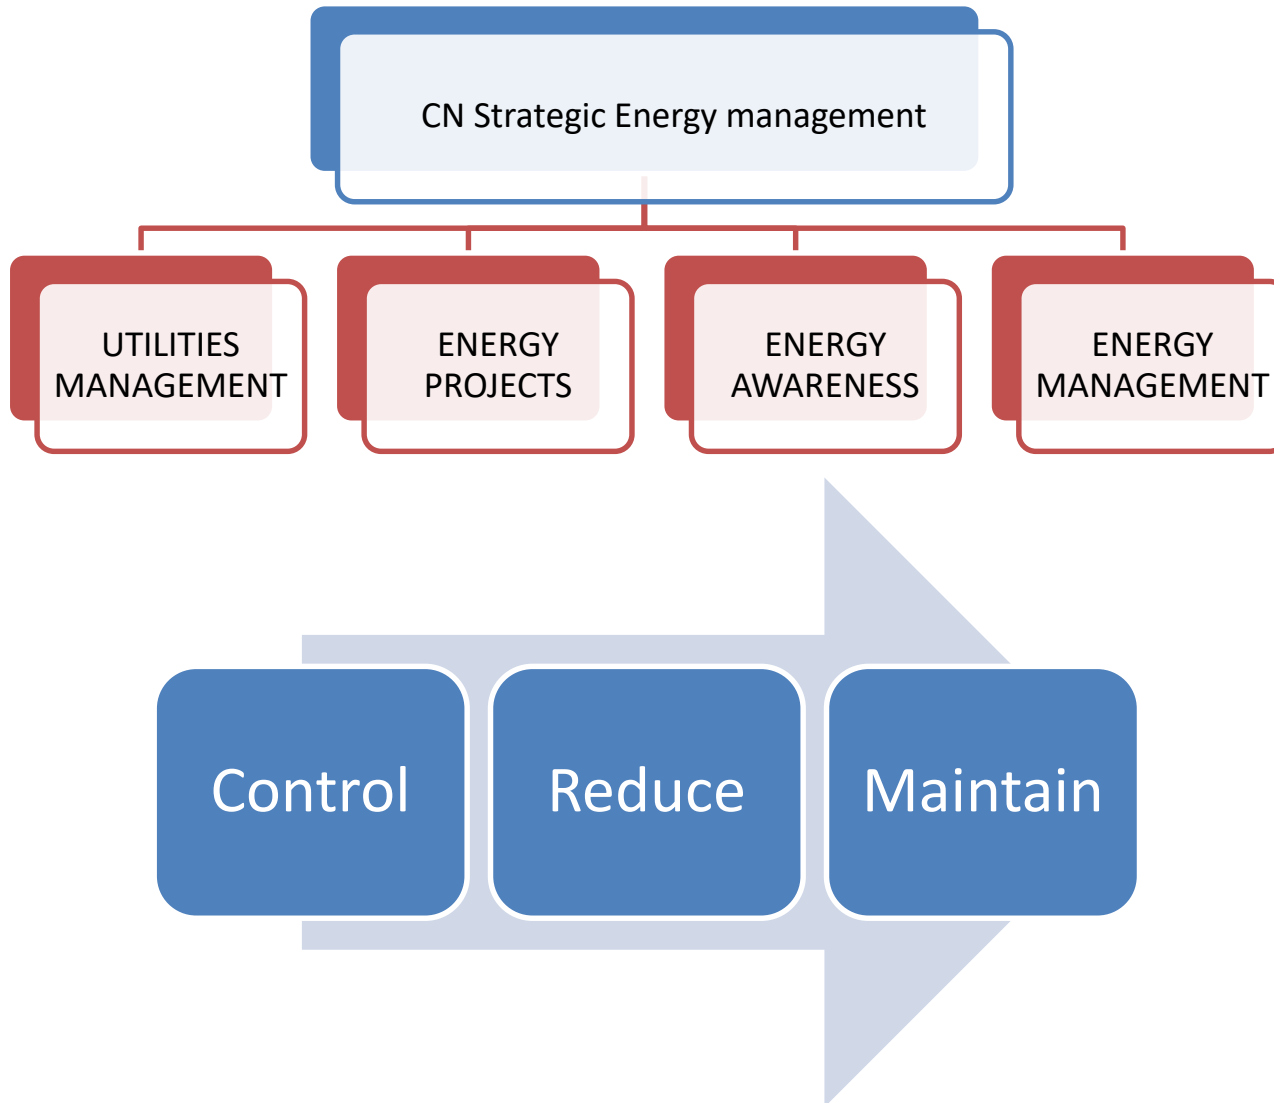 CN Strategic Energy management
UTILITIES
MANAGEMENT
ENERGY
PROJECTS
ENERGY
AWARENESS
ENERGY
MANAGEMENT
Control
Reduce
Maintain